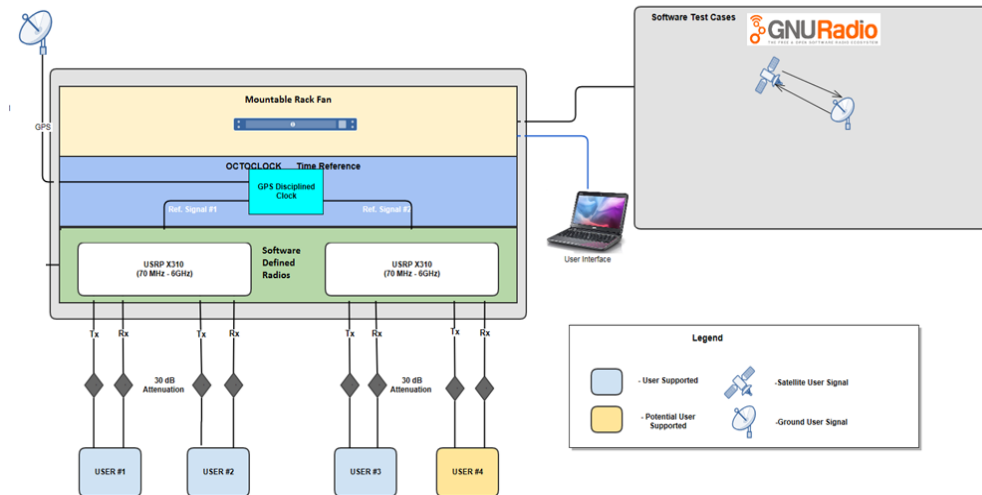 Software Test Cases
GNURadio
THE FREE & OPEN SOFTWARE RADIO ECOSYSTEM
Mountable Rack Fan
GPS
OCTOCLOCK Time Reference
GPS Disciplined
Clock
Ref. Signal #1
Ref. Signal #2
User Interface
USRP X310
(70 MHz - 6GHz)
Software
Defined
Radios
USRP X310
(70 MHz - 6GHz)
Tx
Rx
Tx
Rx
Tx
Rx
Tx
Rx
30 dB
Attenuation
30 dB
Attenuation
USER #1
USER #2
USER #3
USER #4
Legend
- User Supported
-Satellite User Signal
- Potential User
Supported
-Ground User Signal